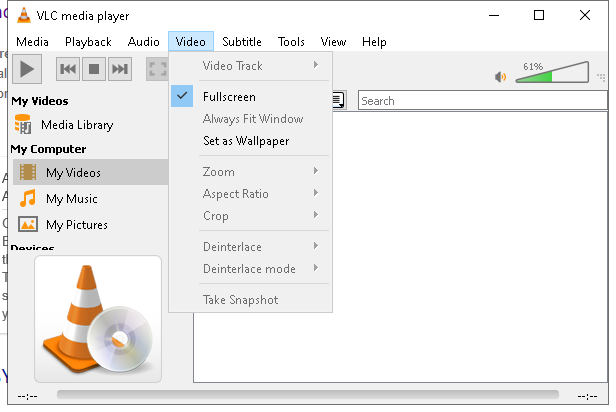 VLC media player
Media Playback Audio Video Subtitle Tools View Help
61%
Search
Video Track
Fullscreen
Always Fit Window
Set as Wallpaper
Zoom
Aspect Ratio
Crop
Deinterlace
Deinterlace mode
Take Snapshot
My Videos
Media Library
My Computer
My Videos
My Music
My Pictures
Devices
--:-- --:--